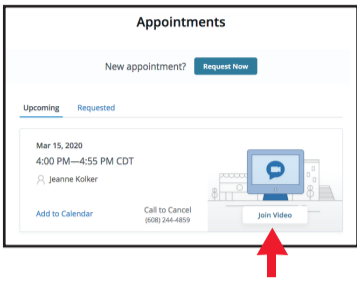 Appointments
New appointment? Request Now
Upcoming Requested
Mar 15, 2020
4:00 PM—4:55 PM CDT
Jeanne Kolker
Add to Calendar
Call to Cancel
(608) 244-4859
Join Video